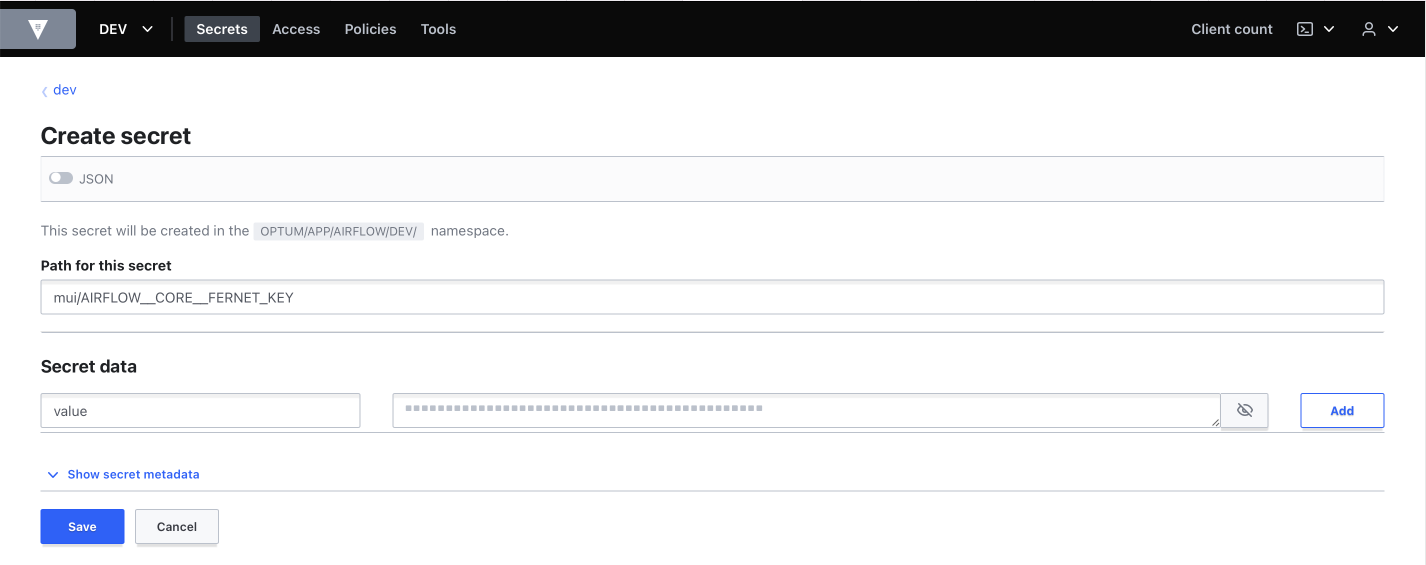 DEV Secrets Access Policies Tools Client count
dev
Create secret
JSON
This secret will be created in the OPTUM/APP/AIRFLOW/DEV/ namespace.
Path for this secret
mui/AIRFLOW__CORE__FERNET_KEY
Secret data
value Add
Show secret metadata
Save Cancel